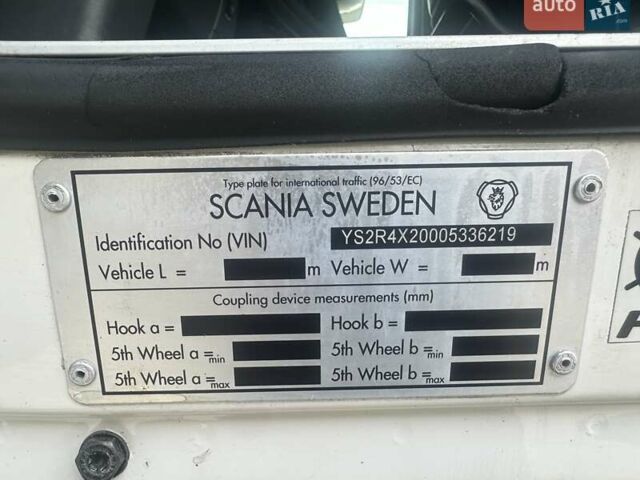 auto RIA.com
Type plate for international traffic (96/53/EC)
SCANIA SWEDEN
Identification No (VIN) YS2R4X20005336219
Vehicle L = m Vehicle W = m
Coupling device measurements (mm)
Hook a = Hook b =
5th Wheel a =min 5th Wheel b =min
5th Wheel a =max 5th Wheel b =max